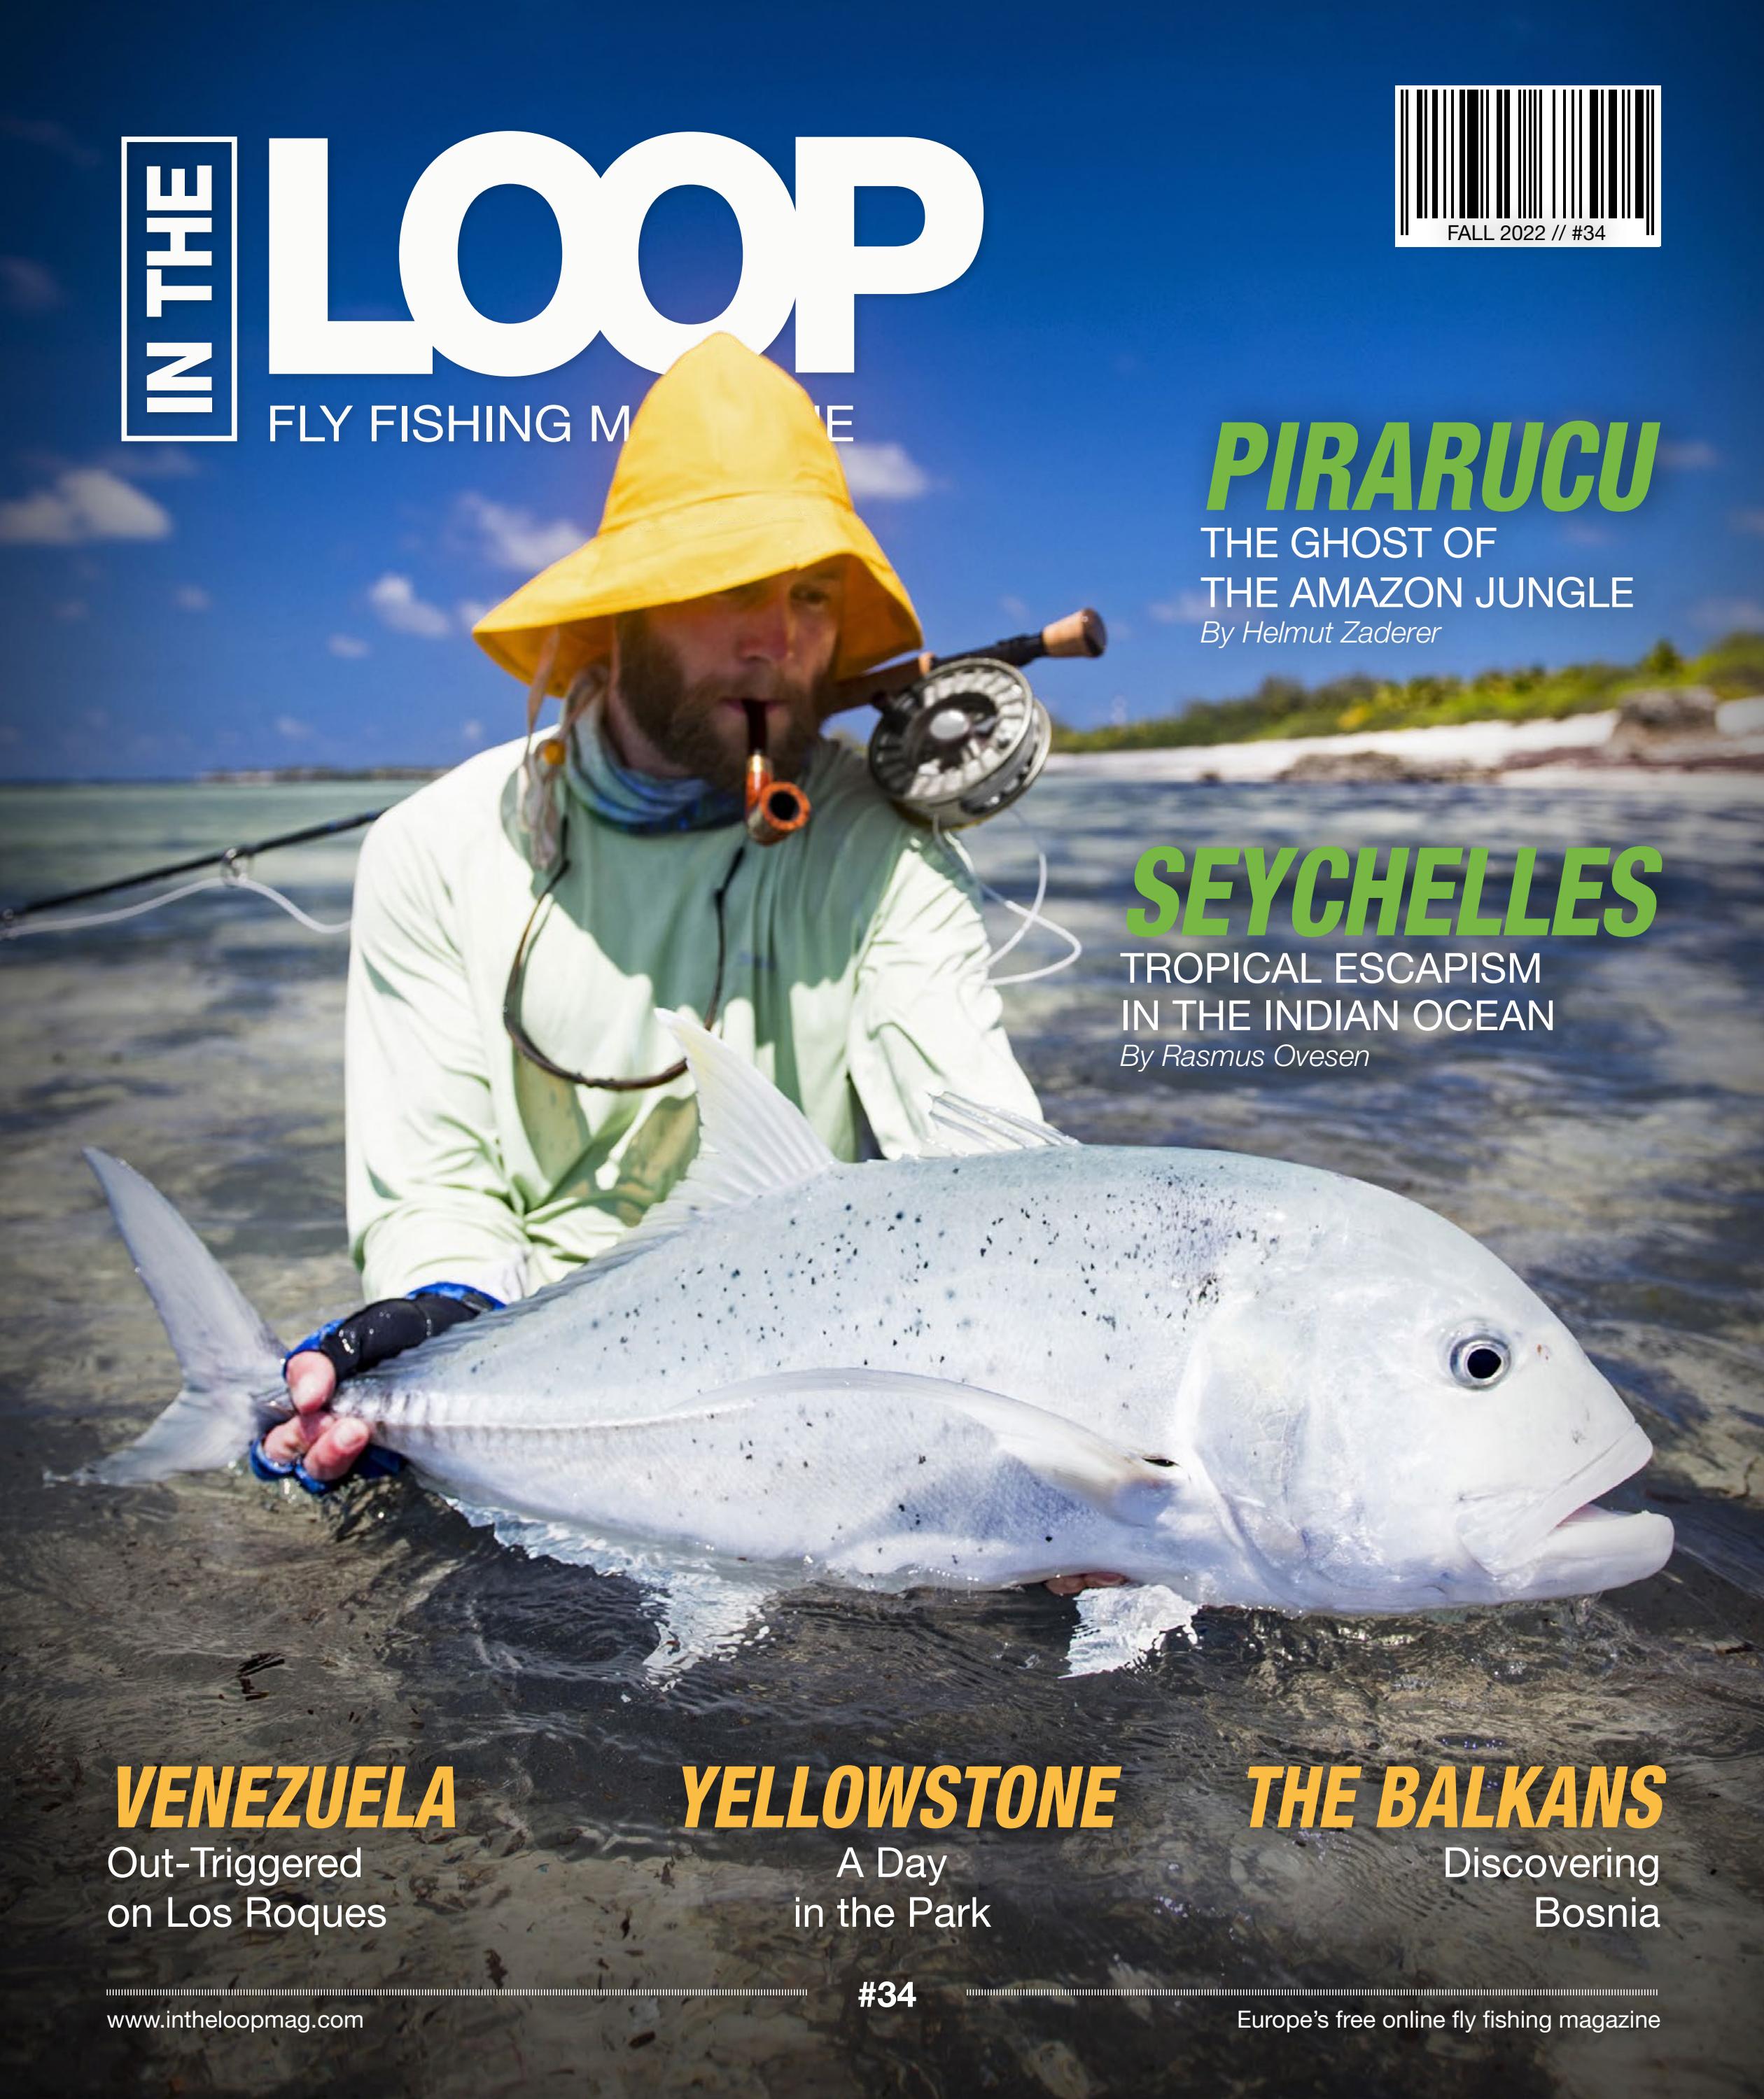 IN THE
LOOP
FLY FISHING
FALL 2022 // #34
PIRARUCU
THE GHOST OF
THE AMAZON JUNGLE
By Helmut Zaderer
SEYCHELLES
TROPICAL ESCAPISM
IN THE INDIAN OCEAN
By Rasmus Ovesen
VENEZUELA
Out-Triggered
on Los Roques
YELLOWSTONE
A Day
in the Park
THE BALKANS
Discovering
Bosnia
#34
www.intheloopmag.com
Europe’s free online fly fishing magazine